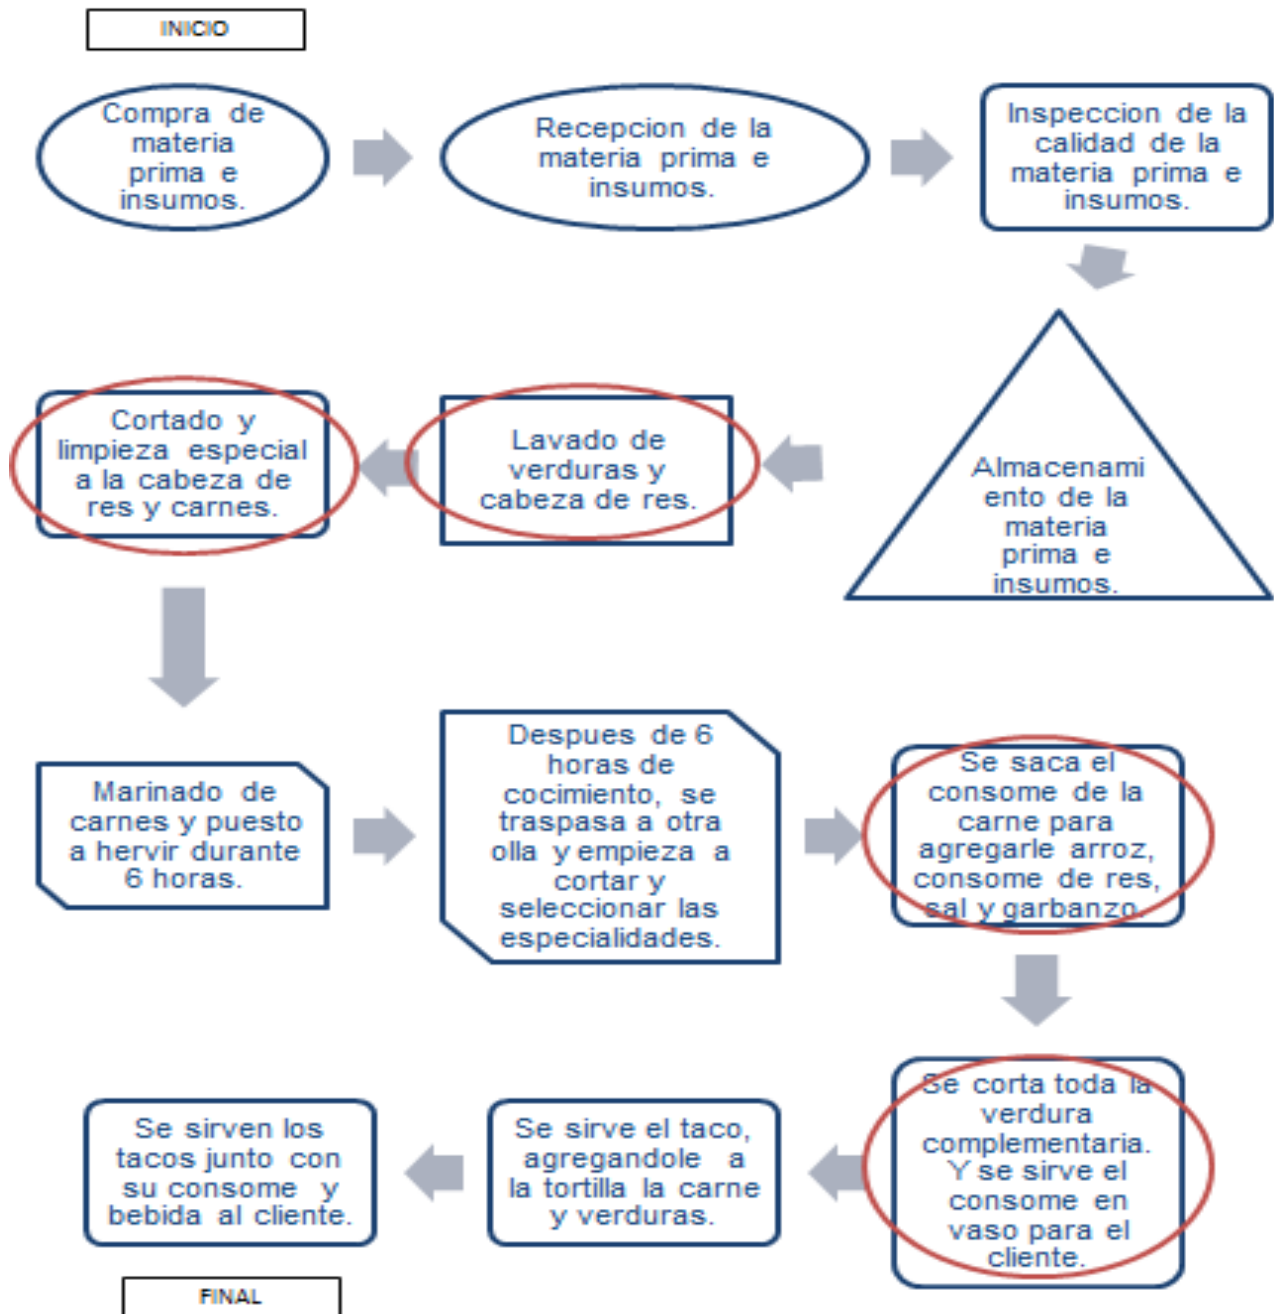 INICIO
Compra de
materia
prima e
insumos.
Recepcion de la
materia prima e
insumos.
Inspeccion de la
calidad de la
materia prima e
insumos.
Almacenami
ento de la
materia
prima e
insumos.
Lavado de
verduras y
cabeza de res.
Cortado y
limpieza especial
a la cabeza de
res y carnes.
Marinado de
carnes y puesto
a hervir durante
6 horas.
Despues de 6
horas de
cocimiento, se
traspasa a otra
olla y empieza a
cortar y
seleccionar las
especialidades.
Se saca el
consome de la
carne para
agregarle arroz,
consome de res,
sal y garbanzo.
Se corta toda la
verdura
complementaria.
Y se sirve el
consome en
vaso para el
cliente.
Se sirve el taco,
agregandole a
la tortilla la carne
y verduras.
Se sirven los
tacos junto con
su consome y
bebida al cliente.
FINAL